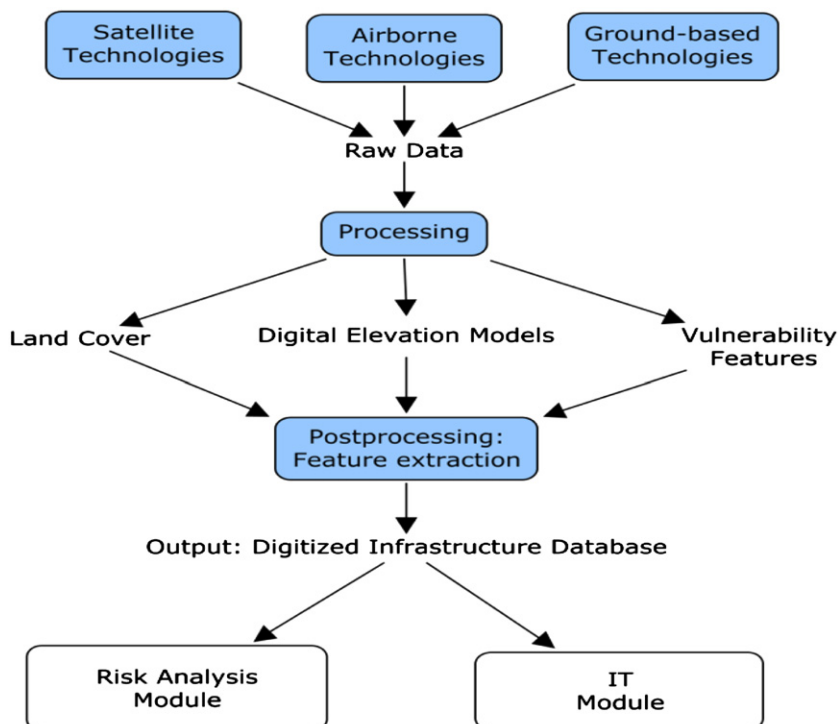 Satellite
Technologies
Airborne
Technologies
Ground-based
Technologies
Raw Data
Processing
Land Cover
Digital Elevation Models
Vulnerability
Features
Postprocessing:
Feature extraction
Output: Digitized Infrastructure Database
Risk Analysis
Module
IT
Module